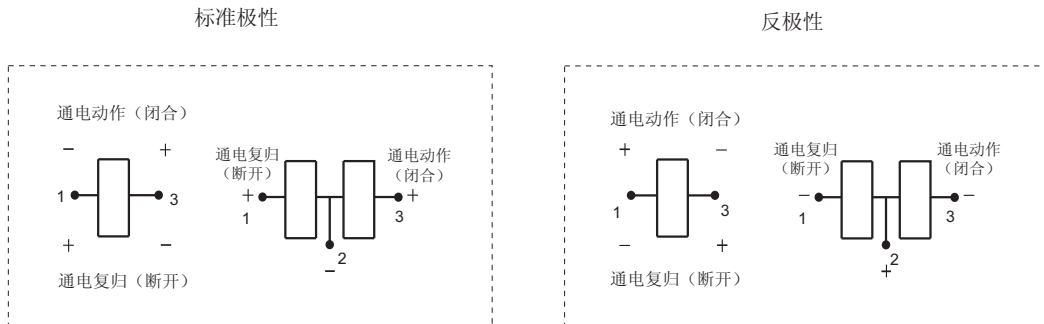 标准极性
反极性
通电动作（闭合）
− +
1 3
+ −
通电复归（断开）
通电复归
（断开）
+
1
通电动作
（闭合）
+
3
2
−
通电动作（闭合）
+ −
1 3
− +
通电复归（断开）
通电复归
（断开）
−
1
通电动作
（闭合）
−
3
2
+